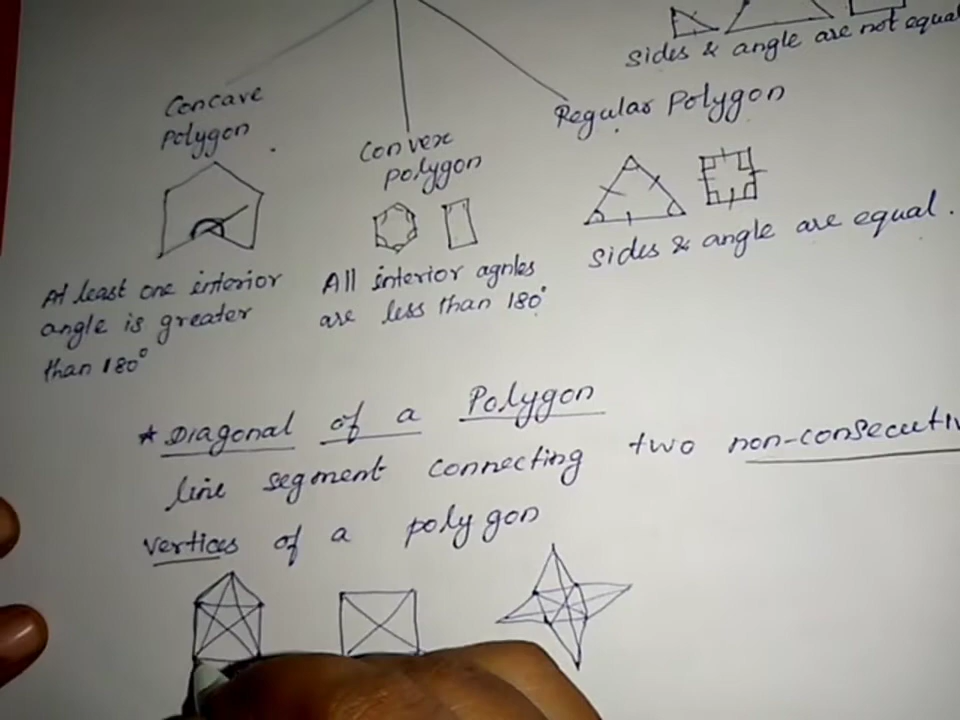 sides & angle are not equal
Concave
polygon
Convex
polygon
Regular Polygon
At least one interior
angle is greater
than 180°
All interior agnles
are less than 180°
sides & angle are equal.
* Diagonal of a Polygon
line segment connecting two non-consecutiv
vertices of a polygon